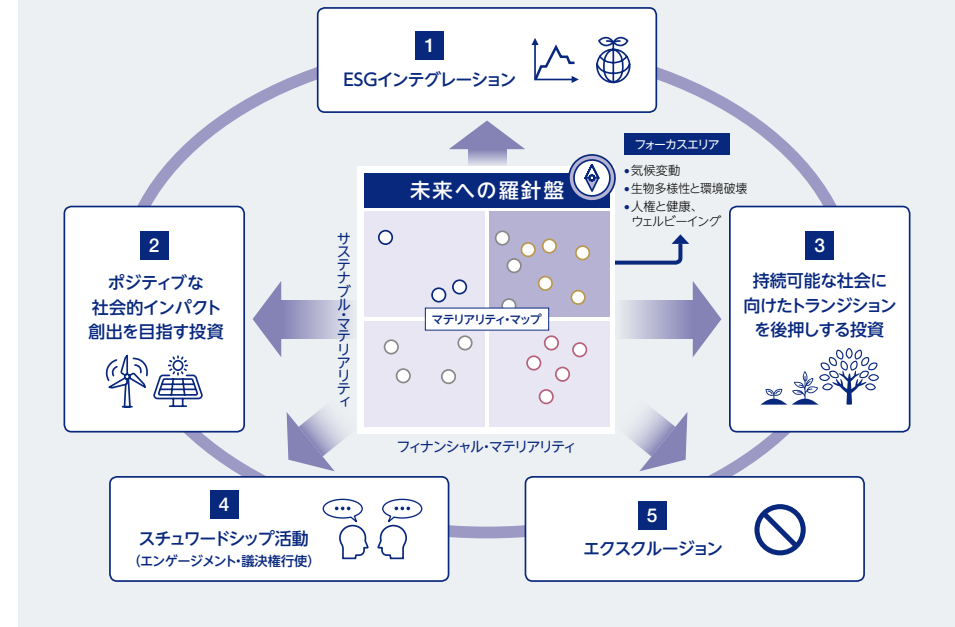 1
ESGインテグレーション
フォーカスエリア
•気候変動
•生物多様性と環境破壊
•人権と健康、
ウェルビーイング
未来への羅針盤
サステナブル・マテリアリティ
マテリアリティ・マップ
フィナンシャル・マテリアリティ
2
ポジティブな
社会的インパクト
創出を目指す投資
3
持続可能な社会に
向けたトランジション
を後押しする投資
4
スチュワードシップ活動
(エンゲージメント・議決権行使)
5
エクスクルージョン